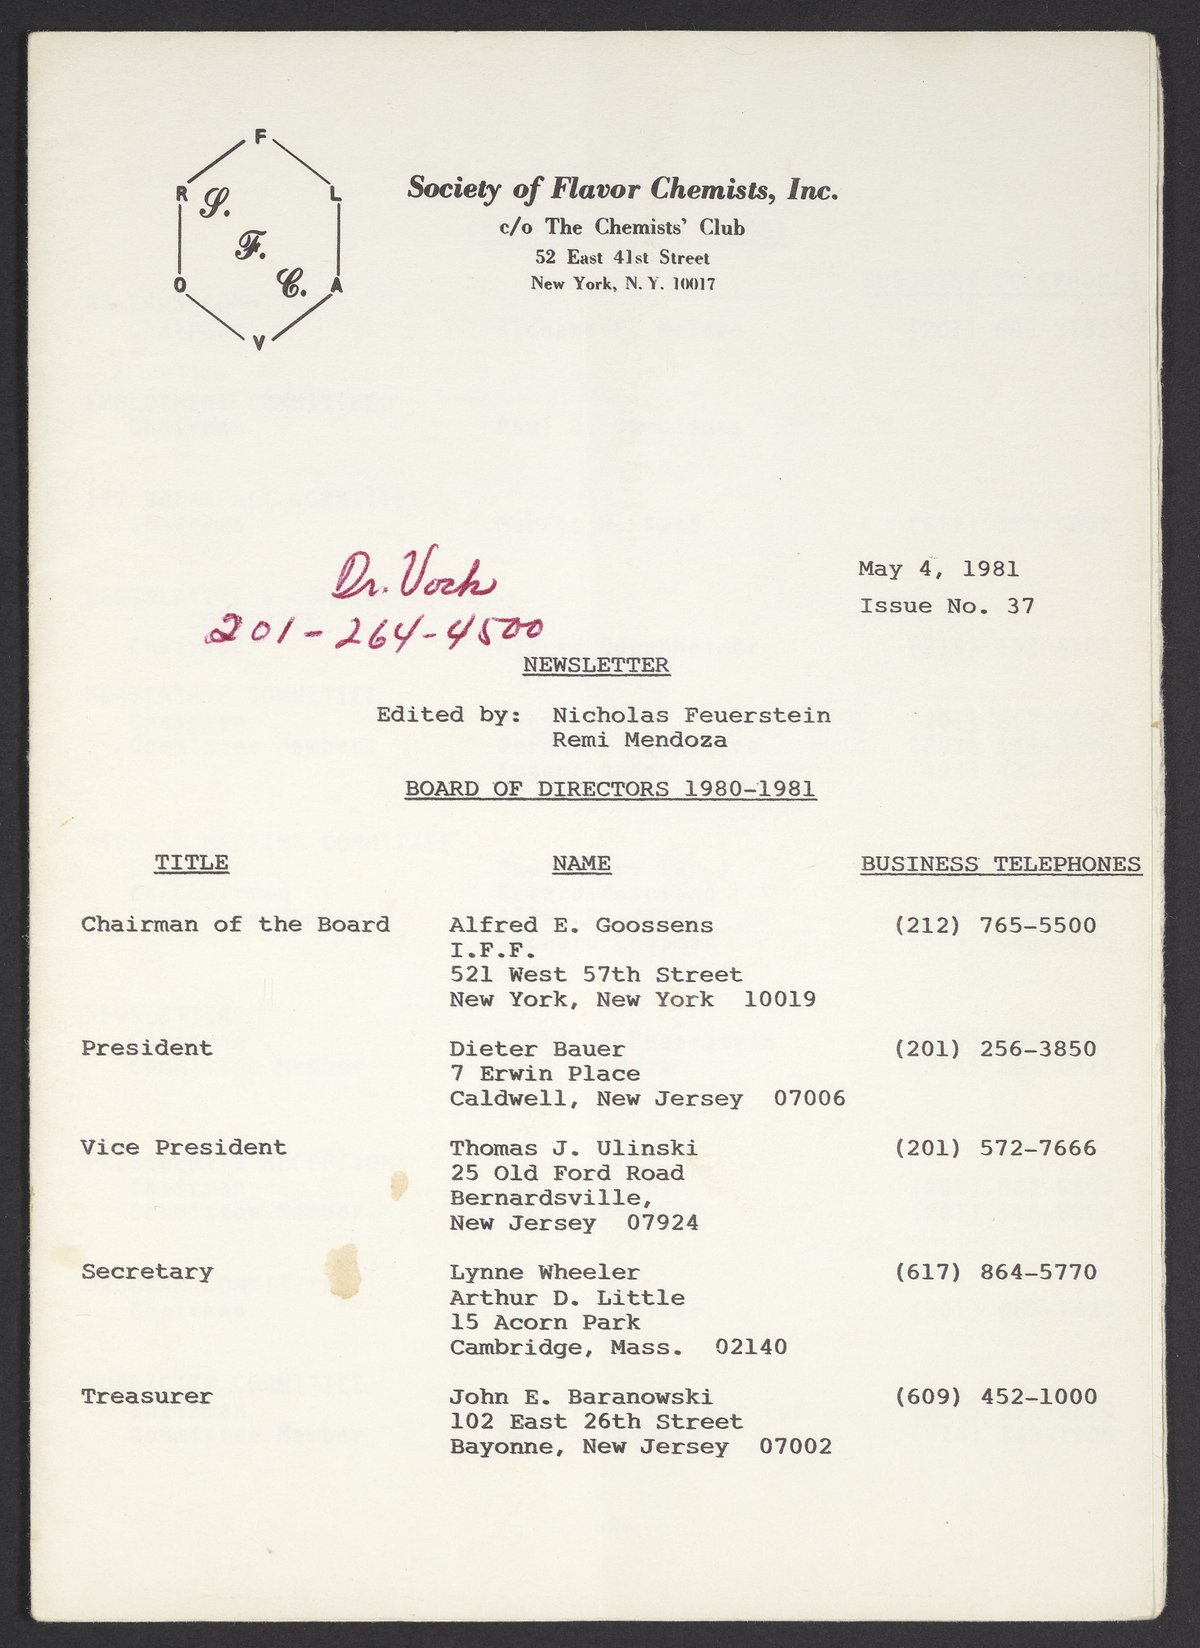 F
R L
S.
F.
C.
O A
V
Society of Flavor Chemists, Inc.
c/o The Chemists' Club
52 East 41st Street
New York, N. Y. 10017
May 4, 1981
Issue No. 37
Dr. Vock
201-264-4500
NEWSLETTER
Edited by: Nicholas Feuerstein
Remi Mendoza
BOARD OF DIRECTORS 1980-1981
TITLE NAME BUSINESS TELEPHONES
Chairman of the Board Alfred E. Goossens (212) 765-5500
I.F.F.
521 West 57th Street
New York, New York 10019
President Dieter Bauer (201) 256-3850
7 Erwin Place
Caldwell, New Jersey 07006
Vice President Thomas J. Ulinski (201) 572-7666
25 Old Ford Road
Bernardsville,
New Jersey 07924
Secretary Lynne Wheeler (617) 864-5770
Arthur D. Little
15 Acorn Park
Cambridge, Mass. 02140
Treasurer John E. Baranowski (609) 452-1000
102 East 26th Street
Bayonne, New Jersey 07002